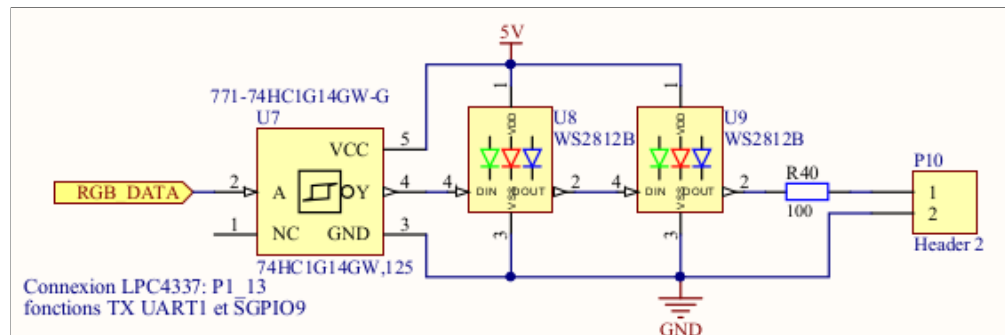 5V
771-74HC1G14GW-G
U7
VCC
5
RGB_DATA
2
A
Y
4
1
NC
GND
3
74HC1G14GW,125
1
VDD
U8
WS2812B
4
DIN
VSS
DOUT
2
3
1
VDD
U9
WS2812B
4
DIN
VSS
DOUT
2
3
R40
100
P10
1
2
Header 2
GND
Connexion LPC4337: P1_13
fonctions TX UART1 et SGPIO9